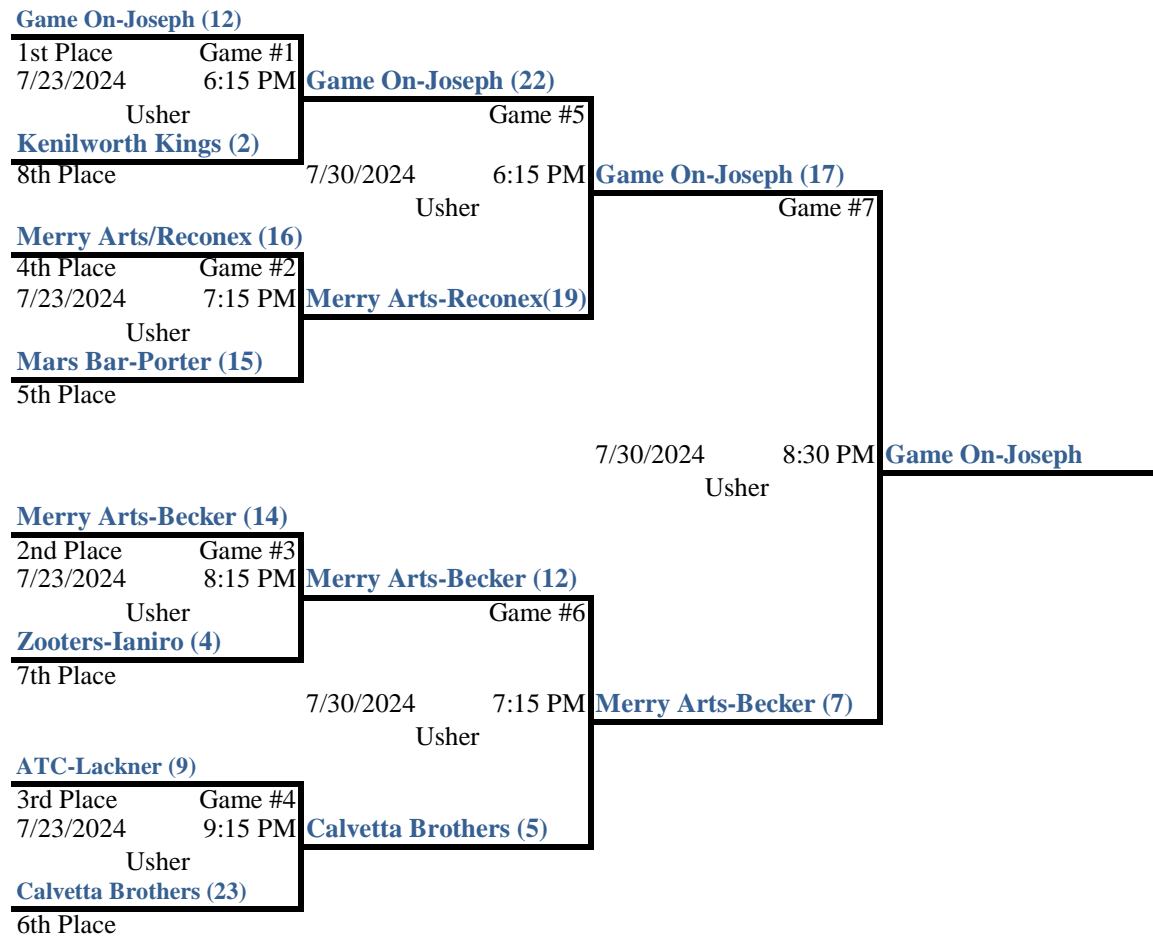 Game On-Joseph (12)
1st Place Game #1
7/23/2024 6:15 PM Game On-Joseph (22)
Usher Game #5
Kenilworth Kings (2)
8th Place 7/30/2024 6:15 PM Game On-Joseph (17)
Usher Game #7
Merry Arts/Reconex (16)
4th Place Game #2
7/23/2024 7:15 PM Merry Arts-Reconex(19)
Usher
Mars Bar-Porter (15)
5th Place
7/30/2024 8:30 PM Game On-Joseph
Usher
Merry Arts-Becker (14)
2nd Place Game #3
7/23/2024 8:15 PM Merry Arts-Becker (12)
Usher Game #6
Zooters-Ianiro (4)
7th Place
7/30/2024 7:15 PM Merry Arts-Becker (7)
Usher
ATC-Lackner (9)
3rd Place Game #4
7/23/2024 9:15 PM Calvetta Brothers (5)
Usher
Calvetta Brothers (23)
6th Place